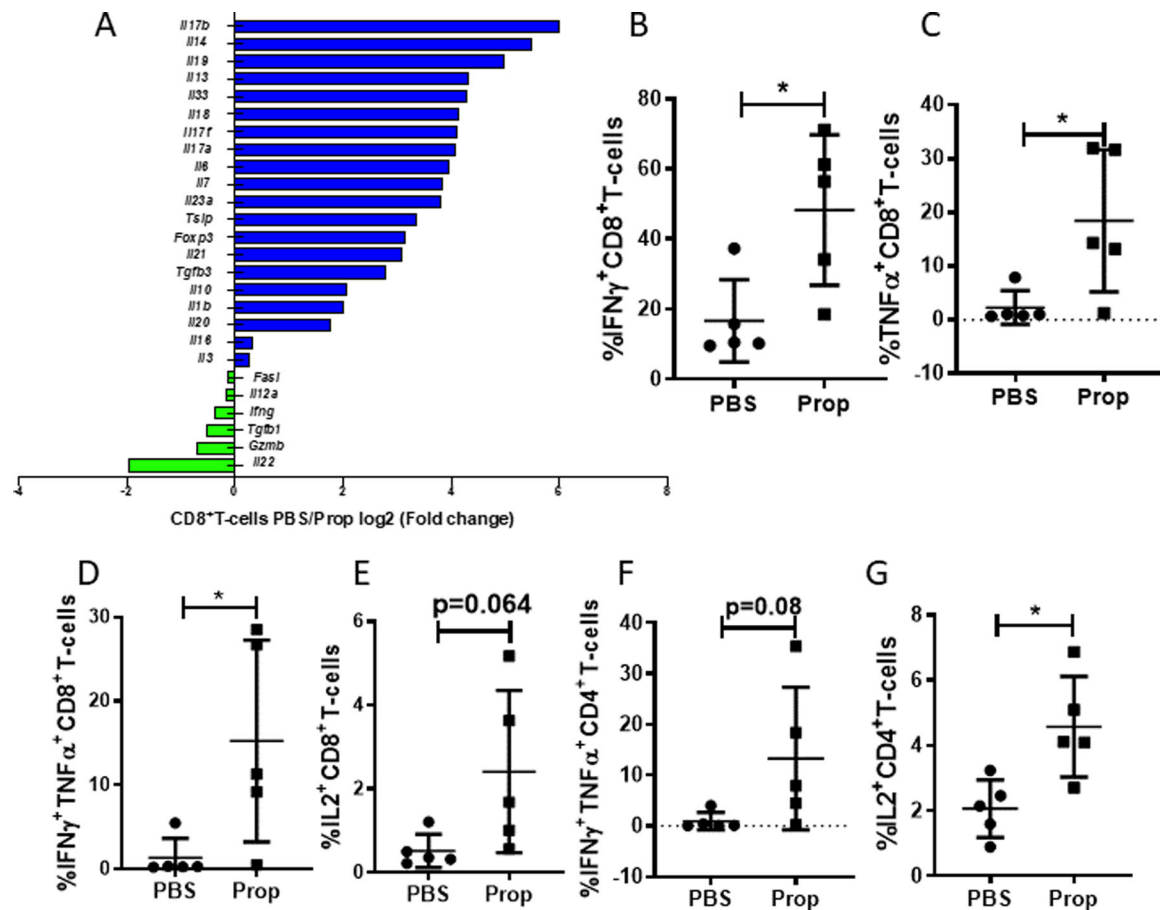 A
Il17b
Il14
Il19
Il13
Il33
Il18
Il17f
Il17a
Il6
Il7
Il23a
Tslp
Foxp3
Il21
Tgfb3
Il10
Il1b
Il20
Il16
Il3
Fasl
Il12a
Ifng
Tgfb1
Gzmb
Il22
-4 -2 0 2 4 6 8
CD8+T-cells PBS/Prop log2 (Fold change)
B
%IFNγ+CD8+T-cells
80
60
40
20
0
*
PBS Prop
C
%TNFα+CD8+T-cells
40
30
20
10
0
-10
*
PBS Prop
D
%IFNγ+TNFα+CD8+T-cells
30
20
10
0
*
PBS Prop
E
%IL2+CD8+T-cells
6
4
2
0
p=0.064
PBS Prop
F
%IFNγ+TNFα+CD4+T-cells
40
30
20
10
0
-10
p=0.08
PBS Prop
G
%IL2+CD4+T-cells
8
6
4
2
0
*
PBS Prop